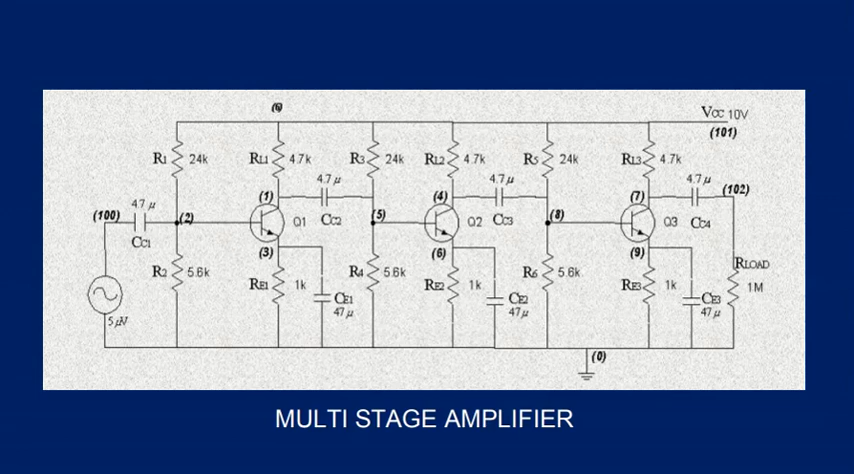 (6)
VCC 10V
(101)
R1 24k RL1 4.7k R3 24k RL2 4.7k R5 24k RL3 4.7k
4.7μ 4.7μ 4.7μ
(1) (4) (7) (102)
4.7μ
(100) (2) Q1 CC2 (5) Q2 CC3 (8) Q3 CC4
CC1
(3) (6) (9)
RLOAD
R2 5.6k R4 5.6k R6 5.6k
RE1 1k RE2 1k RE3 1k 1M
CE1 CE2 CE3
47μ 47μ 47μ
5μV
(0)
MULTI STAGE AMPLIFIER